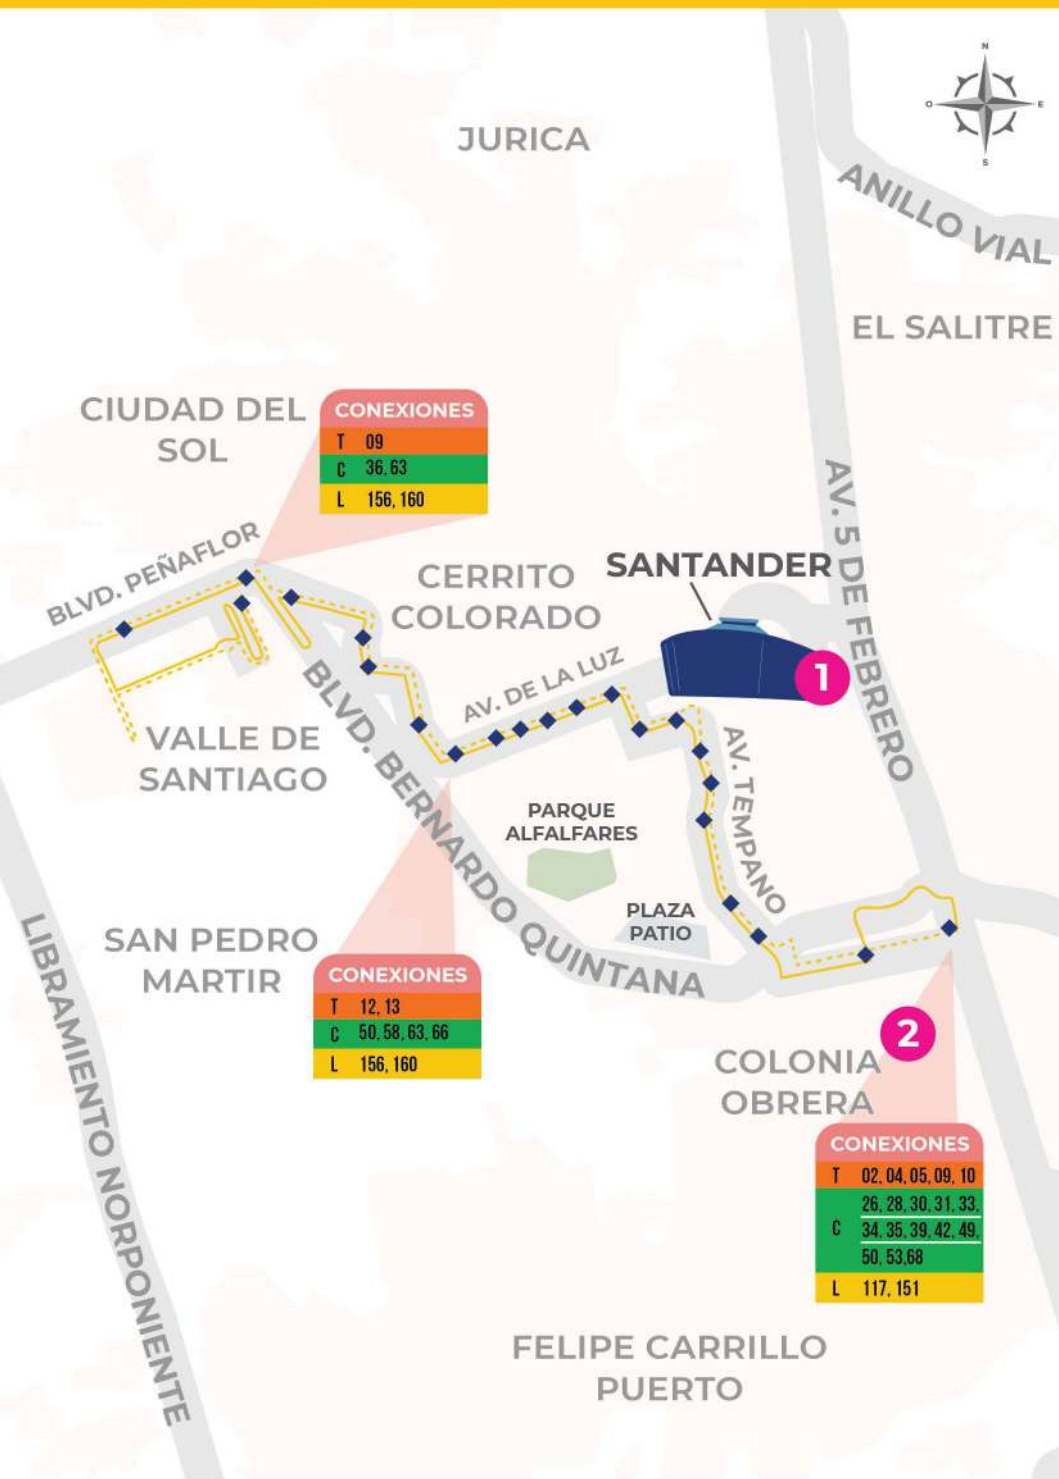 N
O
E
S
JURICA
ANILLO VIAL
EL SALITRE
CIUDAD DEL
SOL
CONEXIONES
T 09
C 36, 63
L 156, 160
AV. 5 DE FEBRERO
BLVD. PEÑAFLOR
CERRITO
COLORADO
SANTANDER
1
AV. DE LA LUZ
BLVD. BERNARDO QUINTANA
VALLE DE
SANTIAGO
AV. TEMPANO
PARQUE
ALFALFARES
PLAZA
PATIO
LIBRAMIENTO NORPONIENTE
SAN PEDRO
MARTIR
CONEXIONES
T 12, 13
C 50, 58, 63, 66
L 156, 160
2
COLONIA
OBRERA
CONEXIONES
T 02, 04, 05, 09, 10
26, 28, 30, 31, 33,
C 34, 35, 39, 42, 49,
50, 53,68
L 117, 151
FELIPE CARRILLO
PUERTO